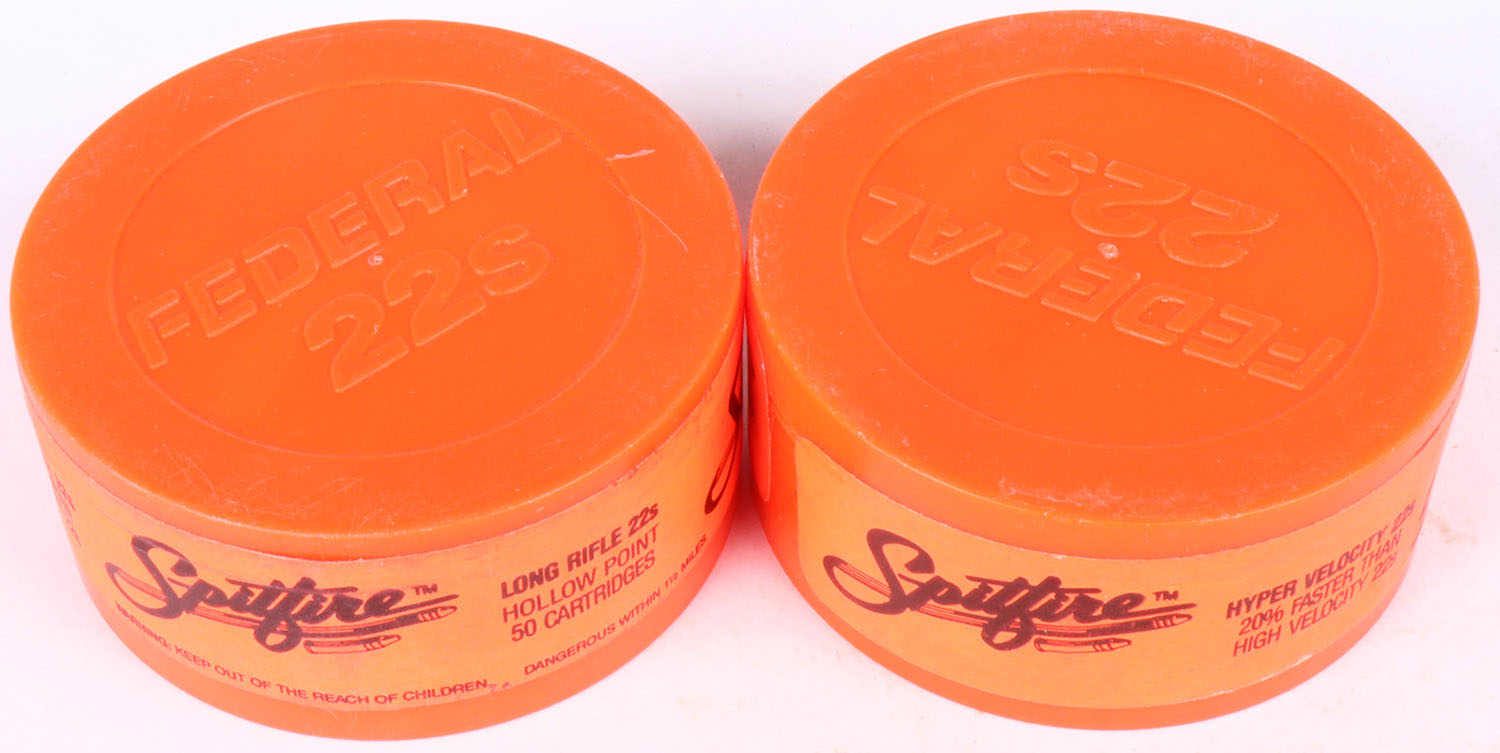 FEDERAL
22s
Spitfire™
LONG RIFLE 22s
HOLLOW POINT
50 CARTRIDGES
WARNING: KEEP OUT OF THE REACH OF CHILDREN.
DANGEROUS WITHIN 1½ MILES
FEDERAL
22s
Spitfire™
HYPER VELOCITY 22s
20% FASTER THAN
HIGH VELOCITY 22s